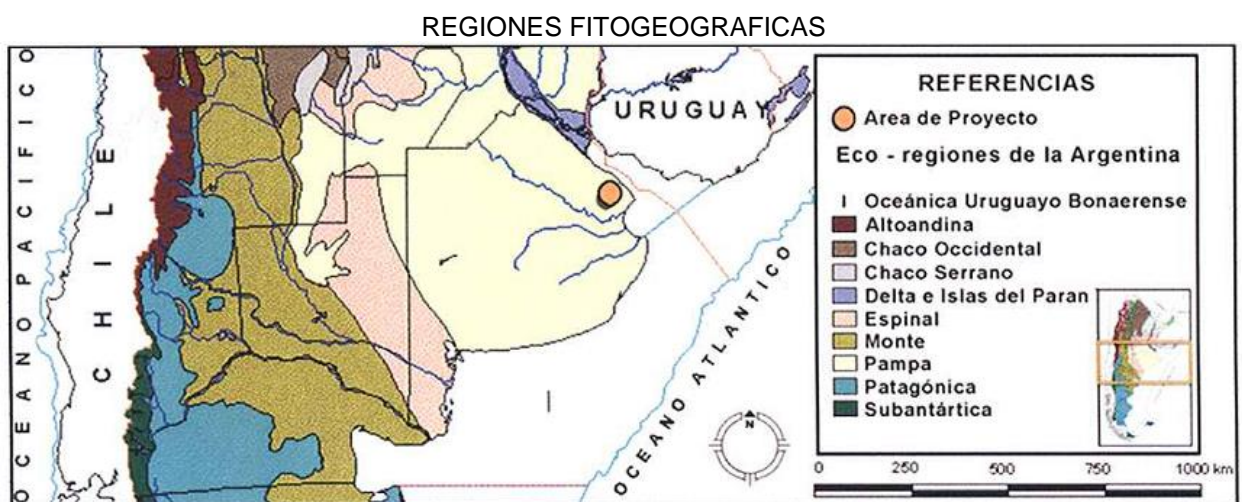 REGIONES FITOGEOGRAFICAS
OCEANO PACIFICO
CHILE
URUGUAY
OCEANO ATLANTICO
I
N
REFERENCIAS
Area de Proyecto
Eco - regiones de la Argentina
I Oceánica Uruguayo Bonaerense
Altoandina
Chaco Occidental
Chaco Serrano
Delta e Islas del Paran
Espinal
Monte
Pampa
Patagónica
Subantártica
0 250 500 750 1000 km